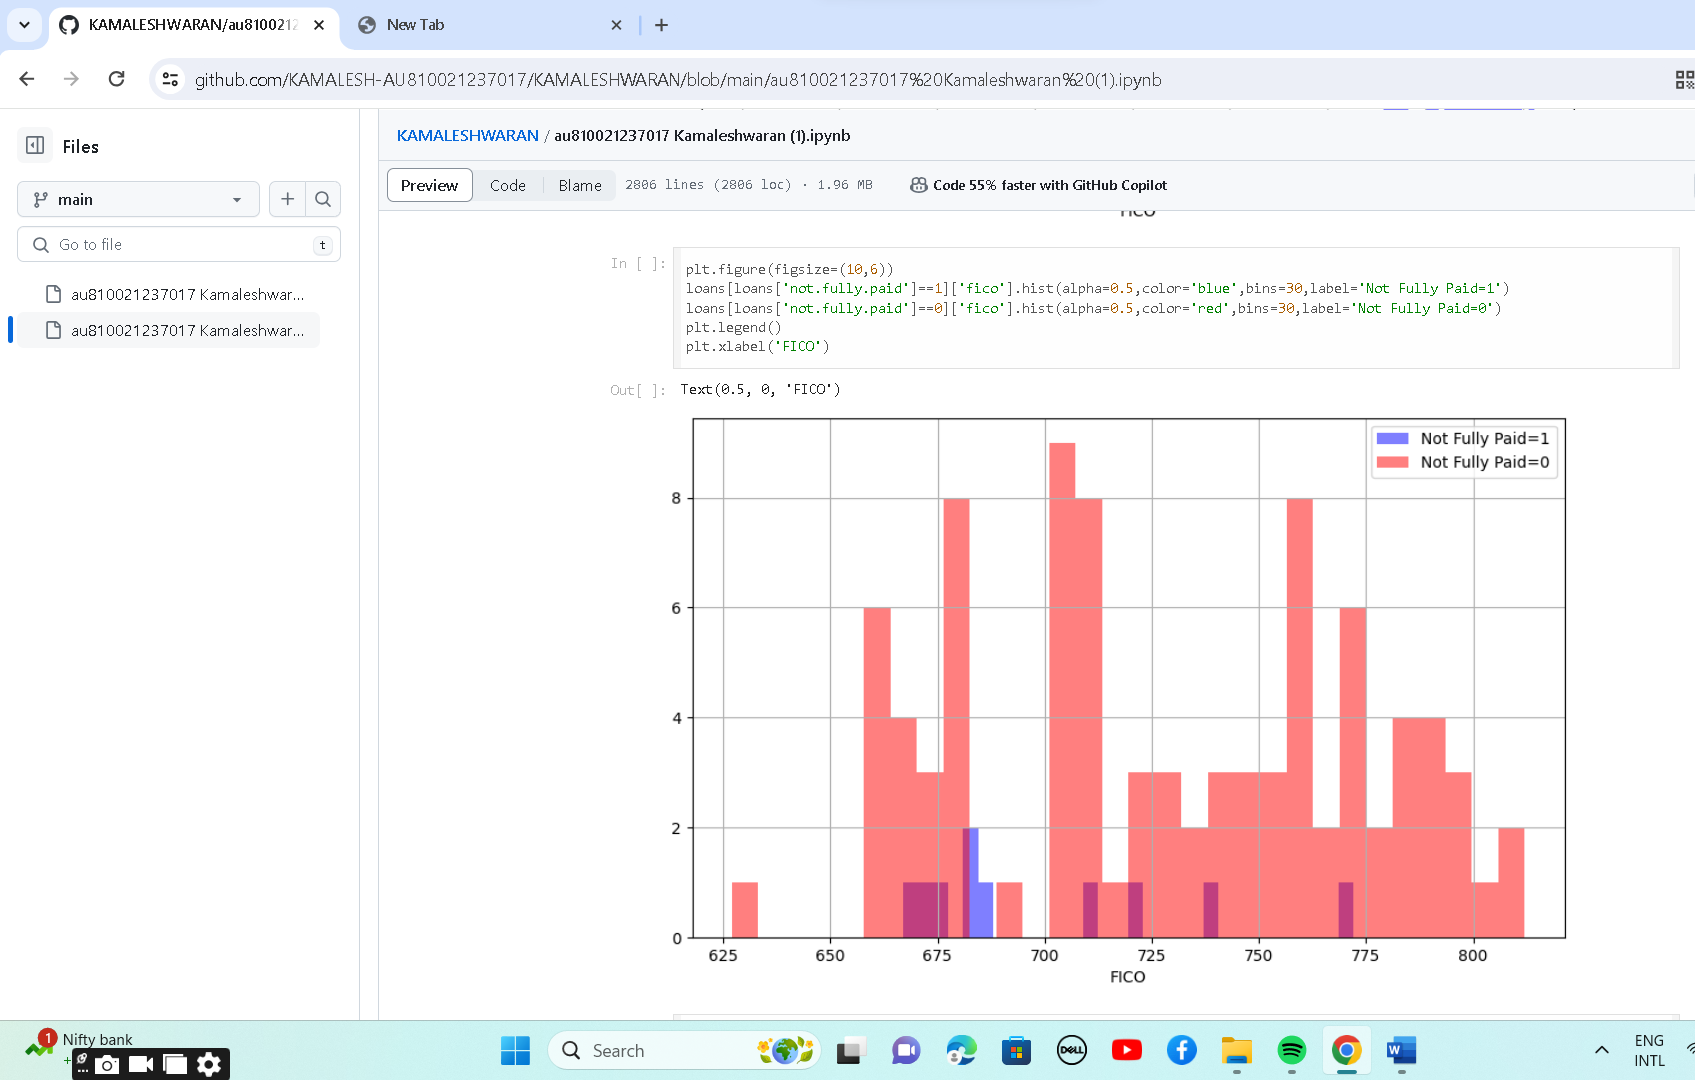 KAMALESHWARAN/au810021
New Tab
github.com/KAMALESH-AU810021237017/KAMALESHWARAN/blob/main/au810021237017%20Kamaleshwaran%20(1).ipynb
Files
KAMALESHWARAN / au810021237017 Kamaleshwaran (1).ipynb
main
Preview Code Blame 2806 lines (2806 loc) · 1.96 MB Code 55% faster with GitHub Copilot
FICO
Go to file t
au810021237017 Kamaleshwar...
au810021237017 Kamaleshwar...
In [ ]:
plt.figure(figsize=(10,6))
loans[loans['not.fully.paid']==1]['fico'].hist(alpha=0.5,color='blue',bins=30,label='Not Fully Paid=1')
loans[loans['not.fully.paid']==0]['fico'].hist(alpha=0.5,color='red',bins=30,label='Not Fully Paid=0')
plt.legend()
plt.xlabel('FICO')
Out[ ]: Text(0.5, 0, 'FICO')
Not Fully Paid=1
Not Fully Paid=0
8
6
4
2
0
625 650 675 700 725 750 775 800
FICO
1 Nifty bank
Search
DELL
W
ENG
INTL